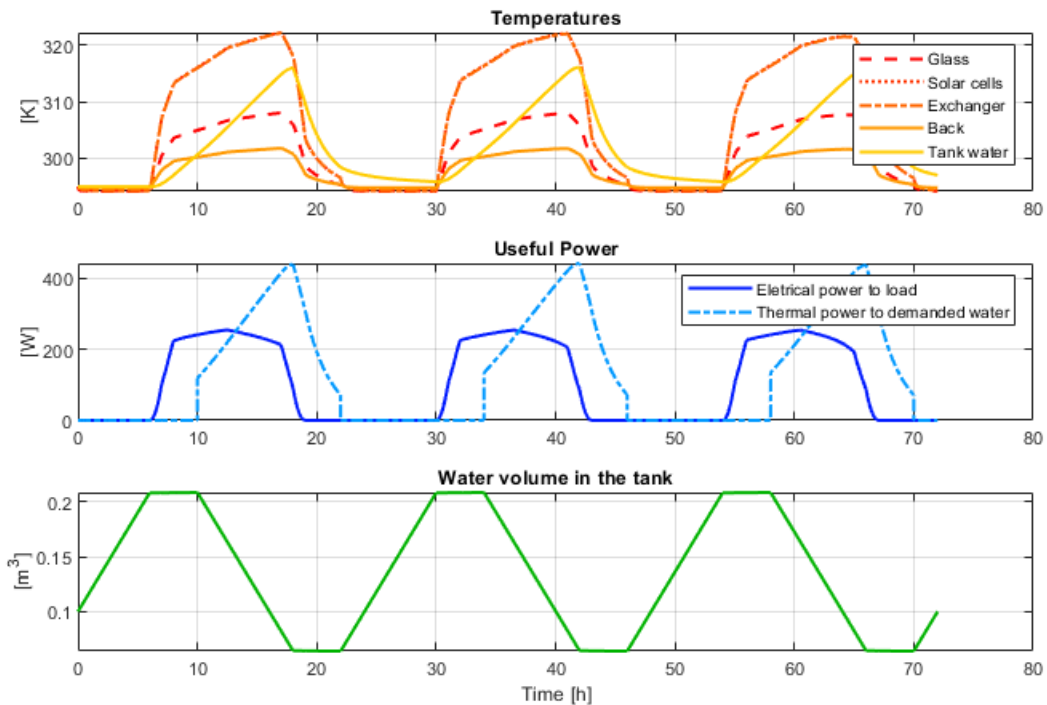 Temperatures
[K]
320
310
300
0 10 20 30 40 50 60 70 80
Glass
Solar cells
Exchanger
Back
Tank water
Useful Power
[W]
400
200
0
0 10 20 30 40 50 60 70 80
Eletrical power to load
Thermal power to demanded water
Water volume in the tank
[m³]
0.2
0.15
0.1
0 10 20 30 40 50 60 70 80
Time [h]